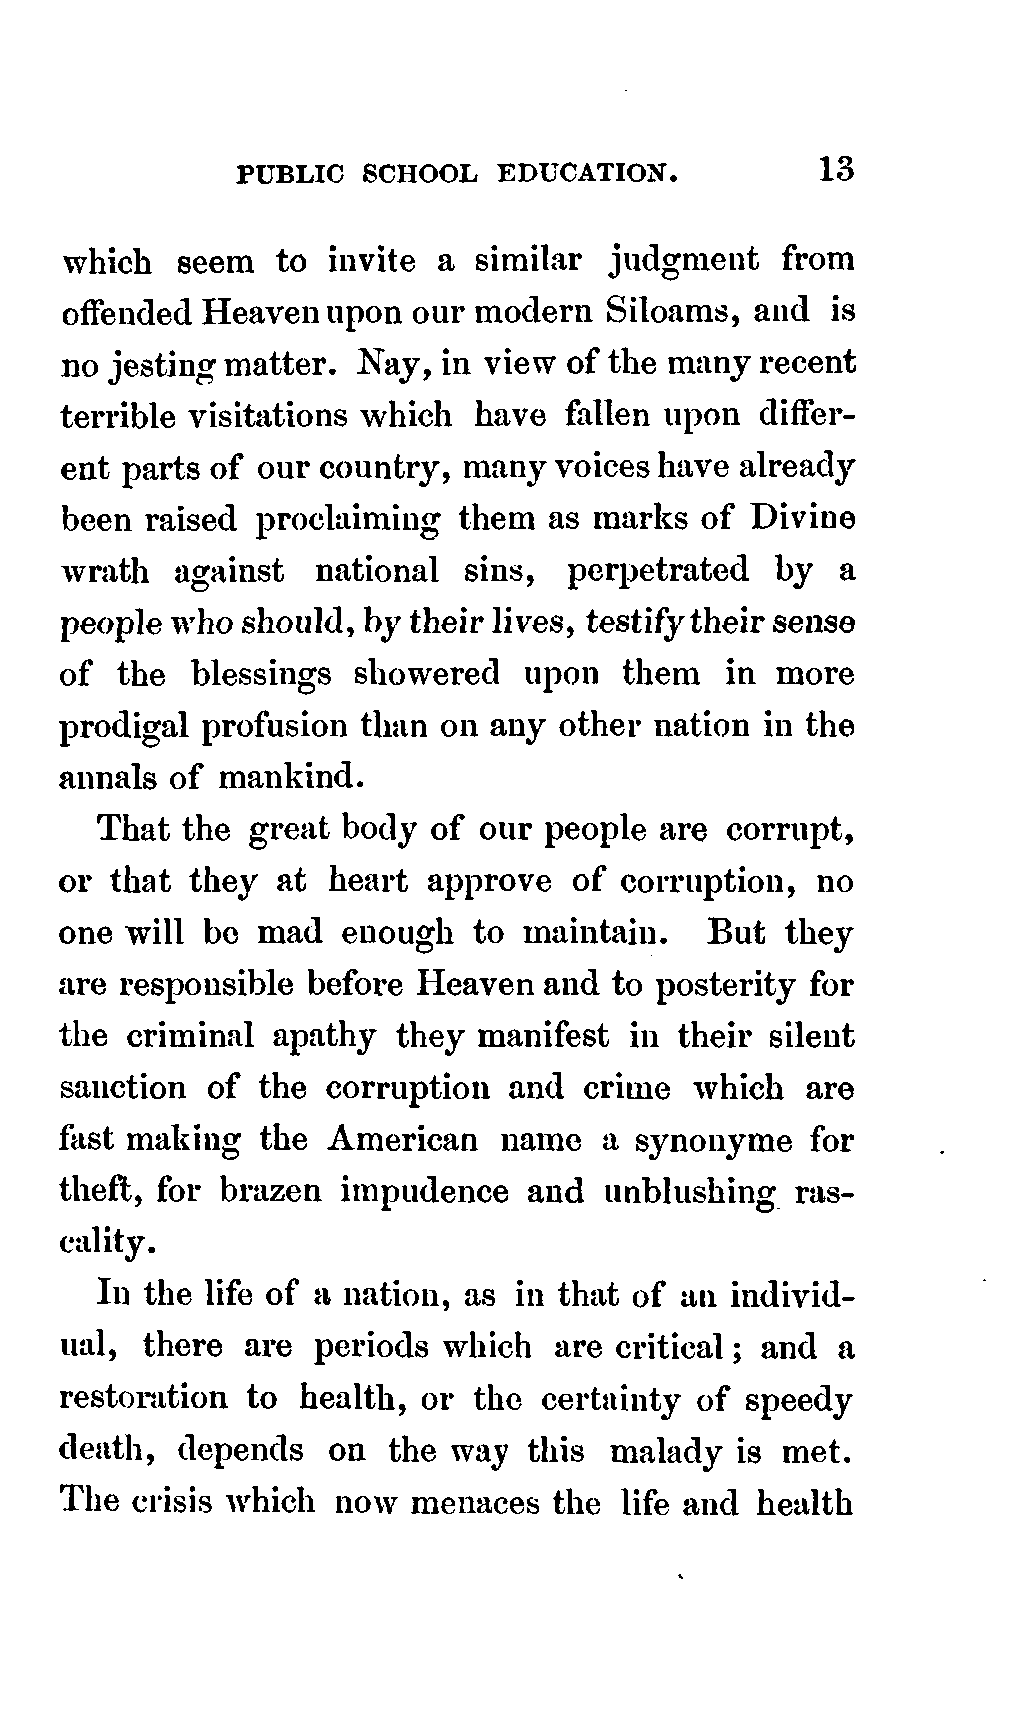 PUBLIC SCHOOL EDUCATION. 13
which seem to invite a similar judgment from
offended Heaven upon our modern Siloams, and is
no jesting matter. Nay, in view of the many recent
terrible visitations which have fallen upon differ-
ent parts of our country, many voices have already
been raised proclaiming them as marks of Divine
wrath against national sins, perpetrated by a
people who should, by their lives, testify their sense
of the blessings showered upon them in more
prodigal profusion than on any other nation in the
annals of mankind.
That the great body of our people are corrupt,
or that they at heart approve of corruption, no
one will be mad enough to maintain. But they
are responsible before Heaven and to posterity for
the criminal apathy they manifest in their silent
sanction of the corruption and crime which are
fast making the American name a synonyme for
theft, for brazen impudence and unblushing ras-
cality.
In the life of a nation, as in that of an individ-
ual, there are periods which are critical; and a
restoration to health, or the certainty of speedy
death, depends on the way this malady is met.
The crisis which now menaces the life and health